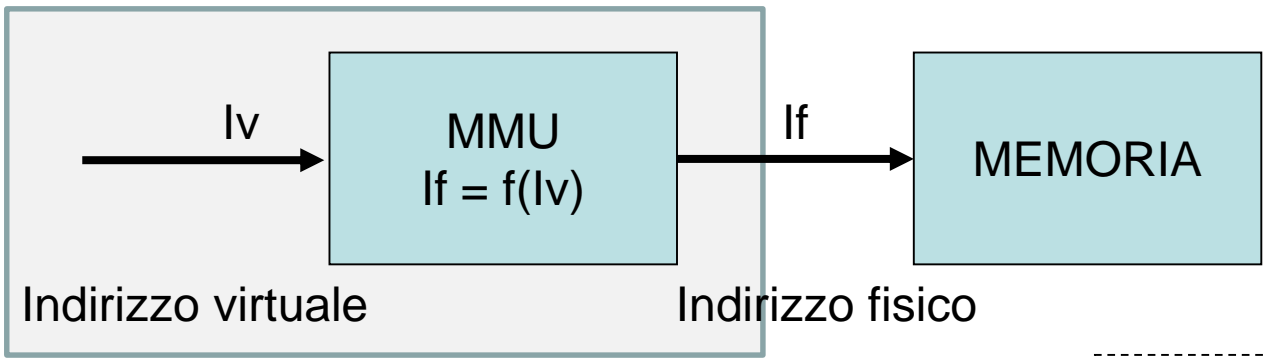 Iv
MMU
If = f(Iv)
If
MEMORIA
Indirizzo virtuale
Indirizzo fisico